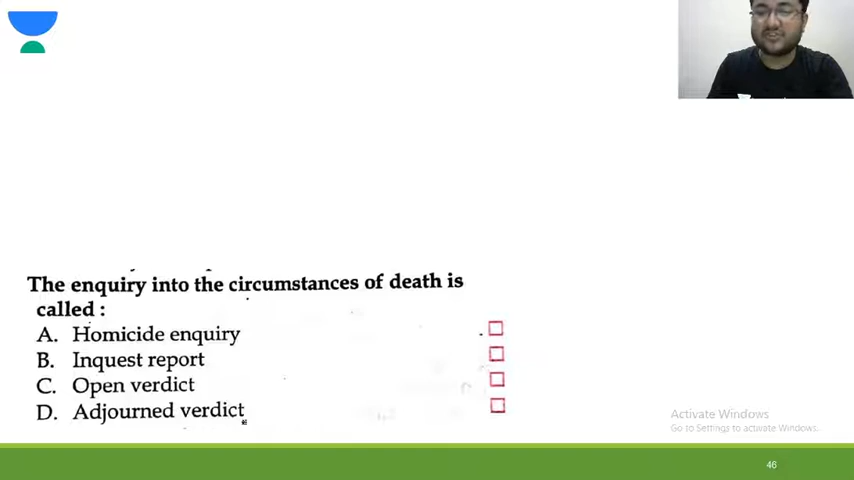 The enquiry into the circumstances of death is
called :
A. Homicide enquiry
B. Inquest report
C. Open verdict
D. Adjourned verdict
Activate Windows
Go to Settings to activate Windows.
46